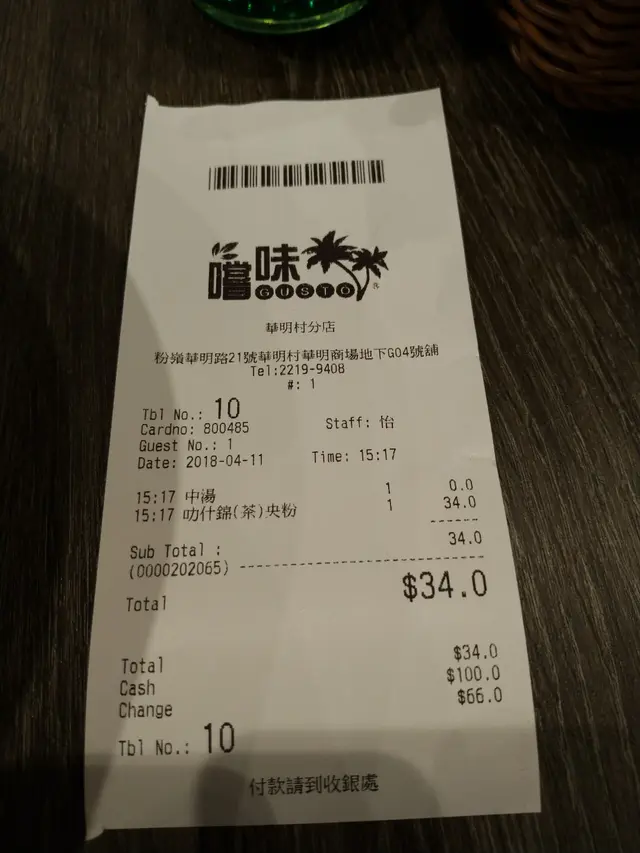 嚐味
GUSTO
華明村分店
粉嶺華明路21號華明村華明商場地下G04號舖
Tel:2219-9408
#: 1
Tbl No.: 10
Cardno: 800485 Staff: 怡
Guest No.: 1
Date: 2018-04-11 Time: 15:17
15:17 中湯 1 0.0
15:17 叻什錦(茶)央粉 1 34.0
------
Sub Total : 34.0
(0000202065) ------------------------------
Total $34.0
Total $34.0
Cash $100.0
Change $66.0
Tbl No.: 10
付款請到收銀處